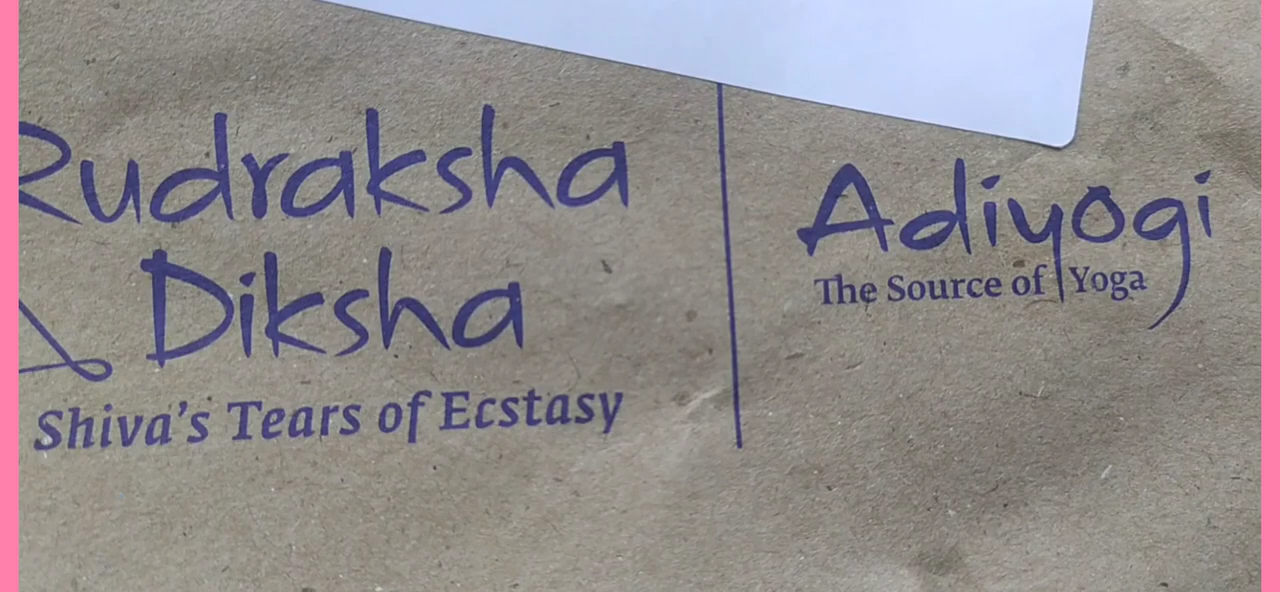 Rudraksha
Diksha
Shiva's Tears of Ecstasy
Adiyogi
The Source of Yoga